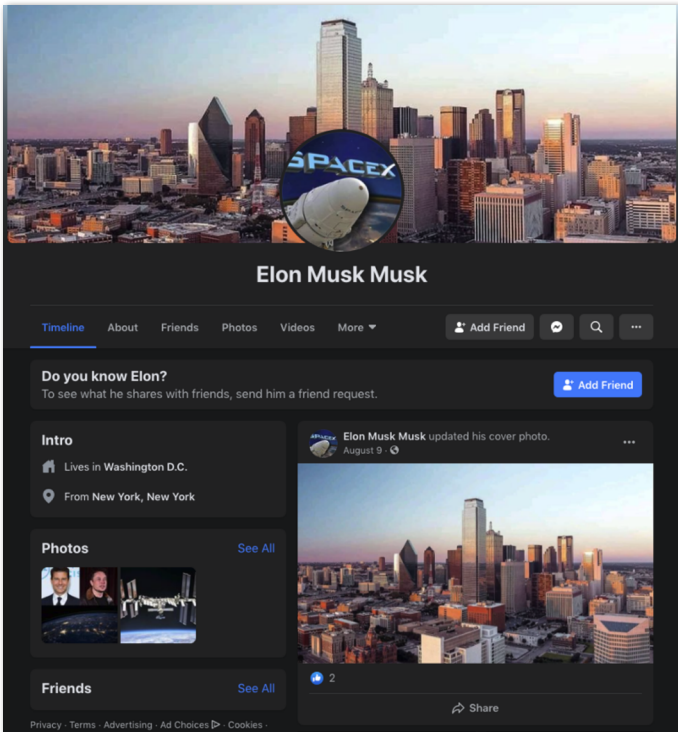 SPACEX
Elon Musk Musk
Timeline About Friends Photos Videos More Add Friend
Do you know Elon?
To see what he shares with friends, send him a friend request.
Add Friend
Intro
Lives in Washington D.C.
From New York, New York
Photos See All
Friends See All
Privacy · Terms · Advertising · Ad Choices · Cookies ·
SPACEX
Elon Musk Musk updated his cover photo.
August 9 ·
2
Share